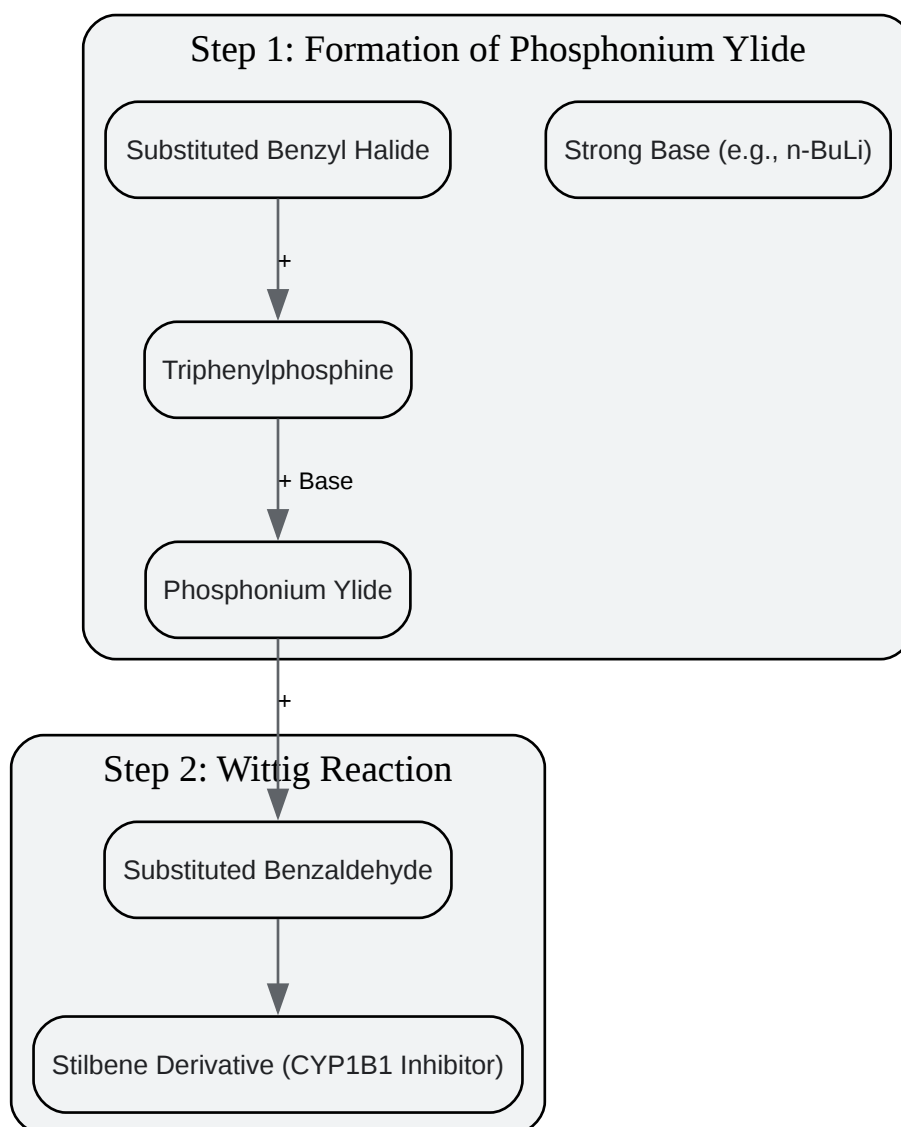 Step 1: Formation of Phosphonium Ylide
Substituted Benzyl Halide
Strong Base (e.g., n-BuLi)
+
Triphenylphosphine
+ Base
Phosphonium Ylide
+
Step 2: Wittig Reaction
Substituted Benzaldehyde
Stilbene Derivative (CYP1B1 Inhibitor)